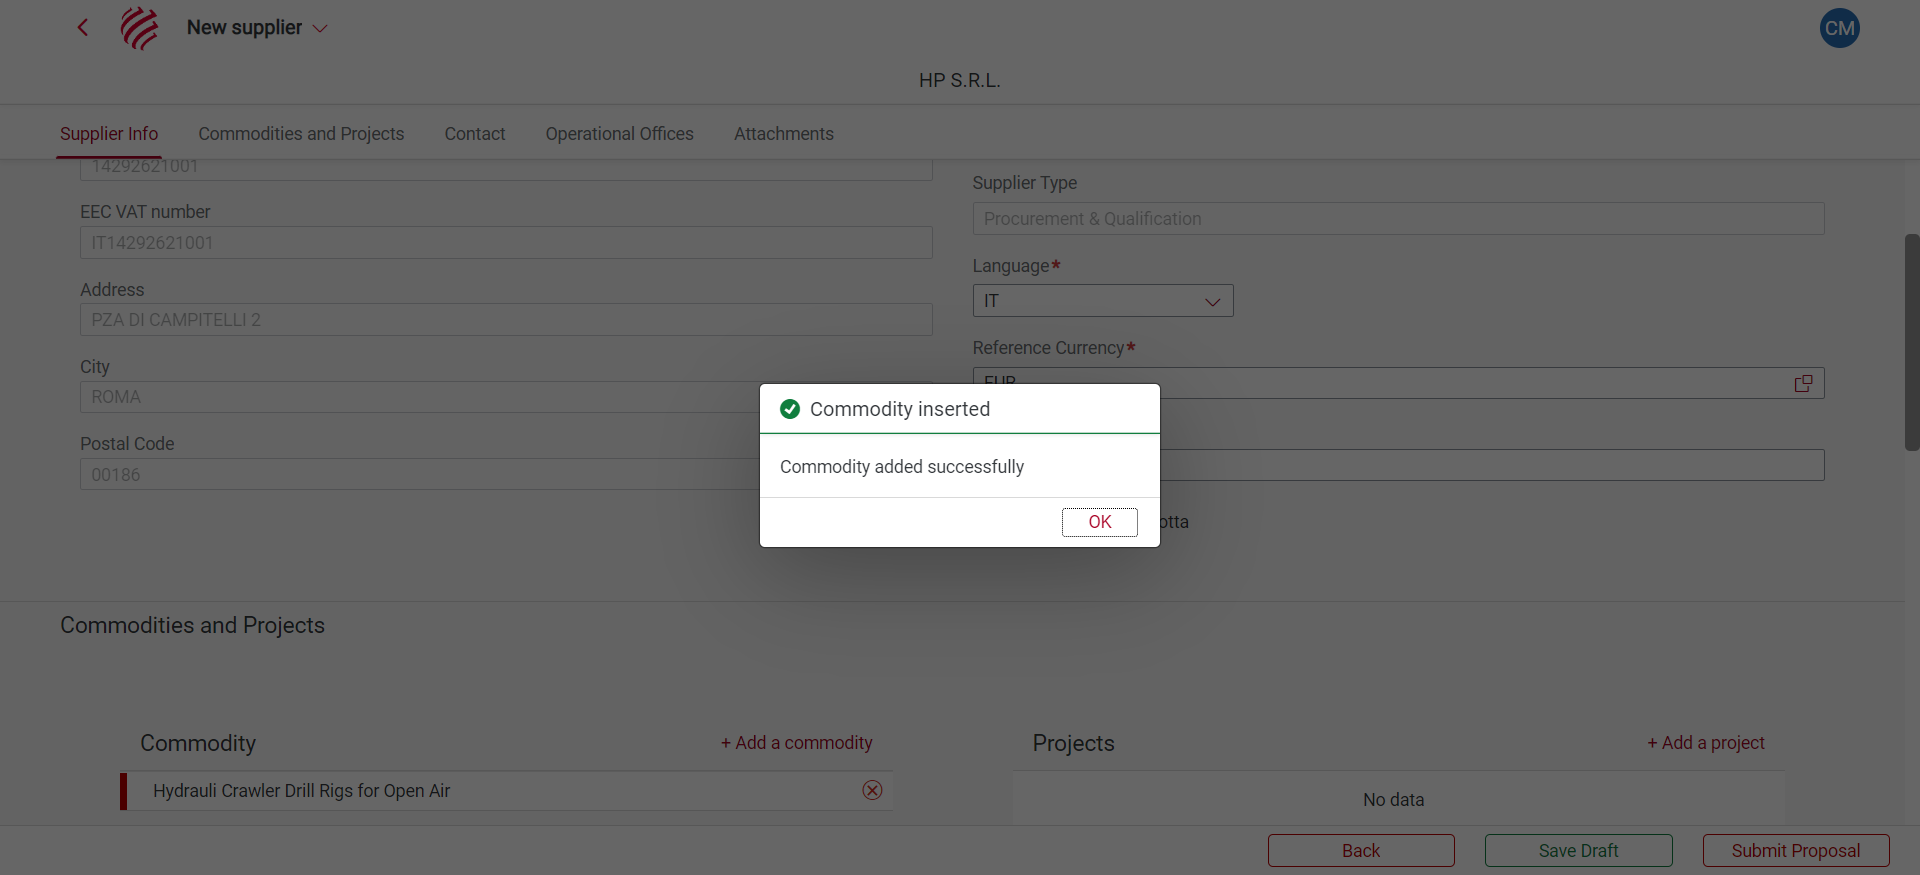 New supplier
CM
HP S.R.L.
Supplier Info
Commodities and Projects
Contact
Operational Offices
Attachments
14292621001
EEC VAT number
IT14292621001
Address
PZA DI CAMPITELLI 2
City
ROMA
Postal Code
00186
Supplier Type
Procurement & Qualification
Language*
IT
Reference Currency*
EUR
otta
Commodity inserted
Commodity added successfully
OK
Commodities and Projects
Commodity
+ Add a commodity
Hydrauli Crawler Drill Rigs for Open Air
Projects
+ Add a project
No data
Back
Save Draft
Submit Proposal